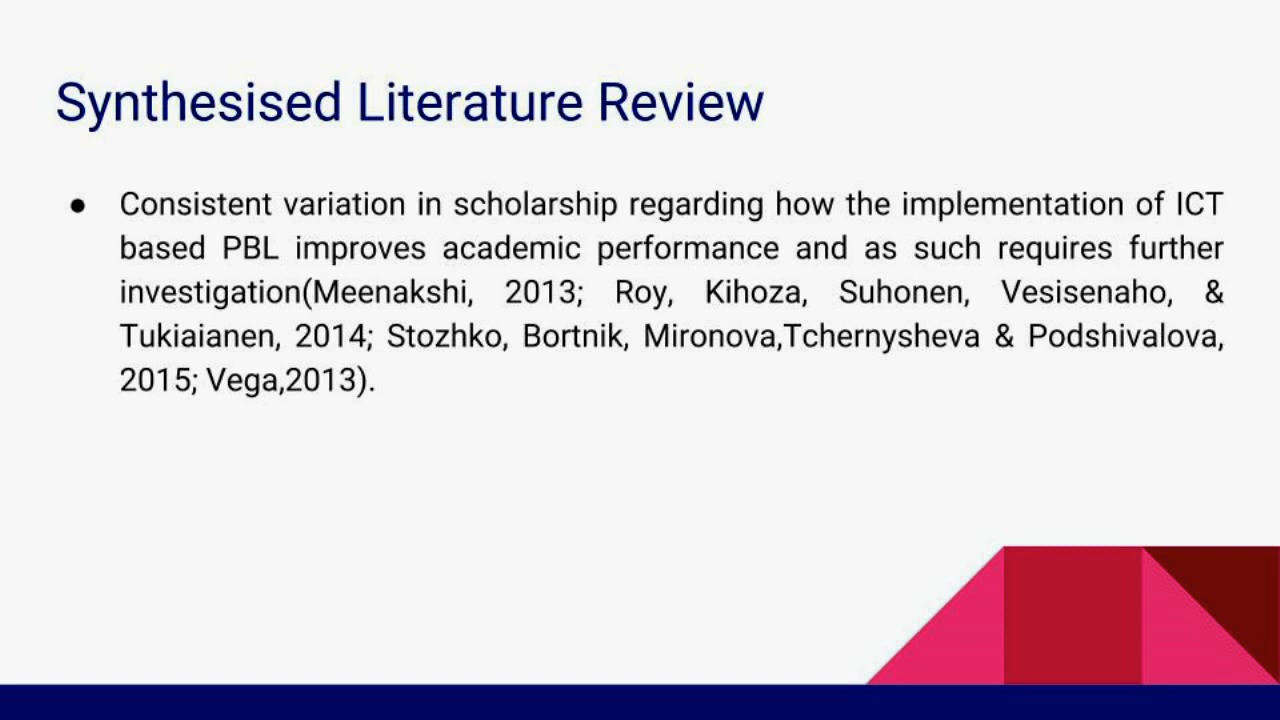 Synthesised Literature Review
● Consistent variation in scholarship regarding how the implementation of ICT
based PBL improves academic performance and as such requires further
investigation(Meenakshi, 2013; Roy, Kihoza, Suhonen, Vesisenaho, &
Tukiaianen, 2014; Stozhko, Bortnik, Mironova,Tchernysheva & Podshivalova,
2015; Vega,2013).